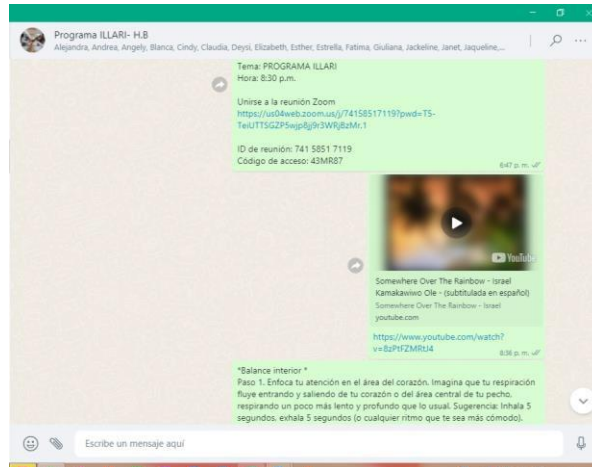 Programa ILLARI- H.B
Alejandra, Andrea, Angely, Blanca, Cindy, Claudia, Deysi, Elizabeth, Esther, Estrella, Fatima, Giuliana, Jackeline, Janet, Jaqueline,...
Tema: PROGRAMA ILLARI
Hora: 8:30 p.m.
Unirse a la reunión Zoom
https://us04web.zoom.us/j/74158517119?pwd=T5-
TeiUTTSGZP5wjp8jj9r3WRj8zMr.1
ID de reunión: 741 5851 7119
Código de acceso: 43MR87
6:47 p. m.
YouTube
Somewhere Over The Rainbow - Israel
Kamakawiwo Ole - (subtitulada en español)
Somewhere Over The Rainbow - Israel
youtube.com
https://www.youtube.com/watch?
v=8zPtFZMRtJ4
8:36 p. m.
*Balance interior *
Paso 1. Enfoca tu atención en el área del corazón. Imagina que tu respiración
fluye entrando y saliendo de tu corazón o del área central de tu pecho,
respirando un poco más lento y profundo que lo usual. Sugerencia: Inhala 5
segundos, exhala 5 segundos (o cualquier ritmo que te sea más cómodo).
Escribe un mensaje aquí